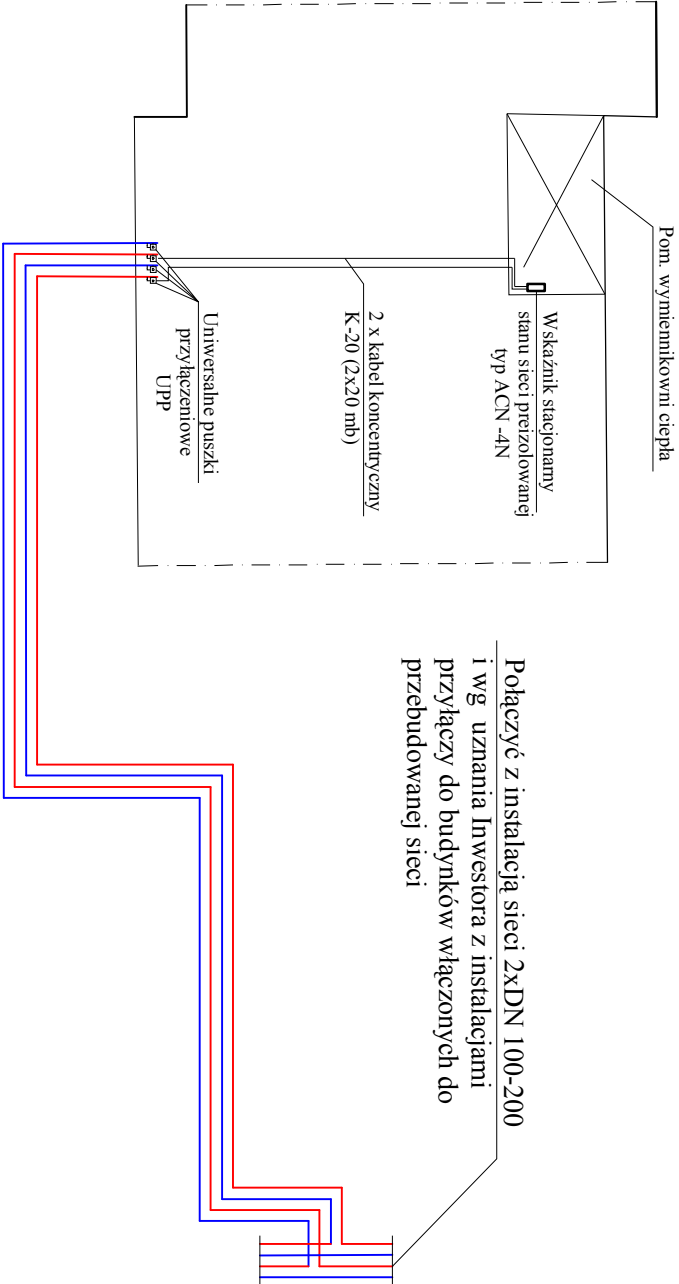 Pom. wymiennikowni ciepła
Wskaźnik stacjonarny
stanu sieci preizolowanej
typ ACN -4N
2 x kabel koncentryczny
K-20 (2x20 mb)
Uniwersalne puszki
przyłączeniowe
UPP
Połączyć z instalacją sieci 2xDN 100-200
i wg uznania Inwestora z instalacjami
przyłączy do budynków włączonych do
przebudowanej sieci